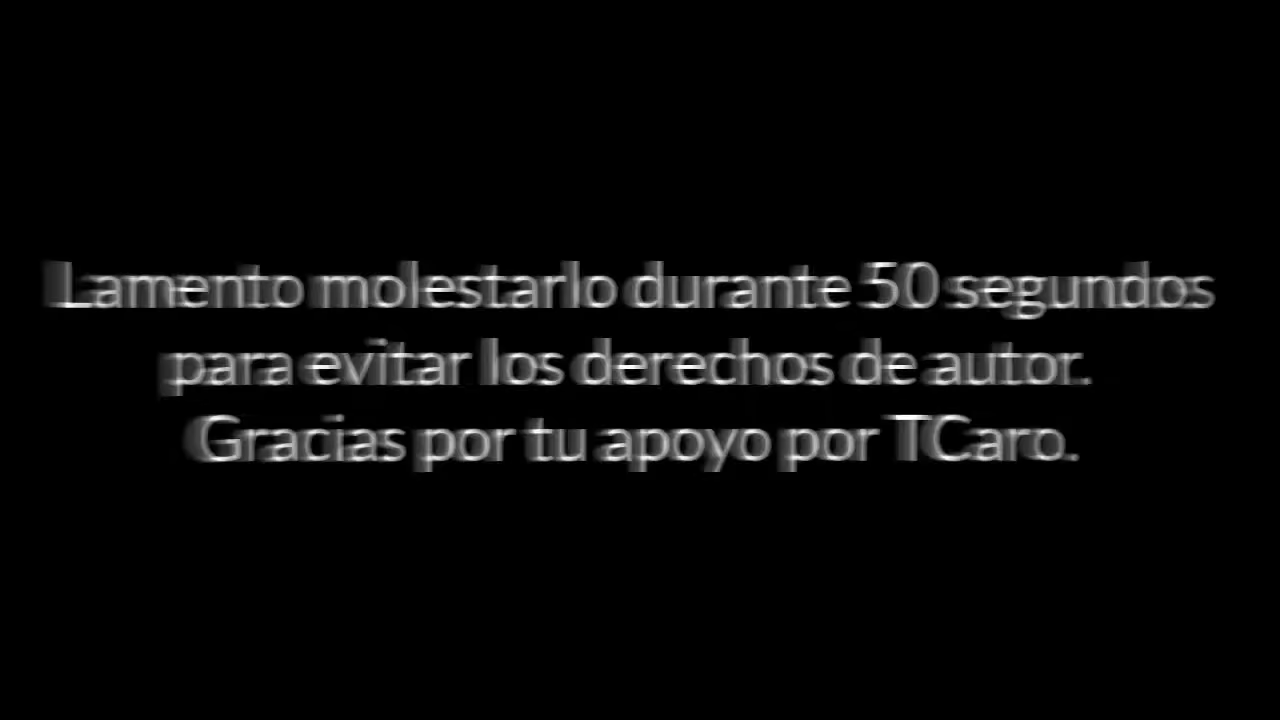 Lamento molestarlo durante 50 segundos
para evitar los derechos de autor.
Gracias por tu apoyo por TCaro.